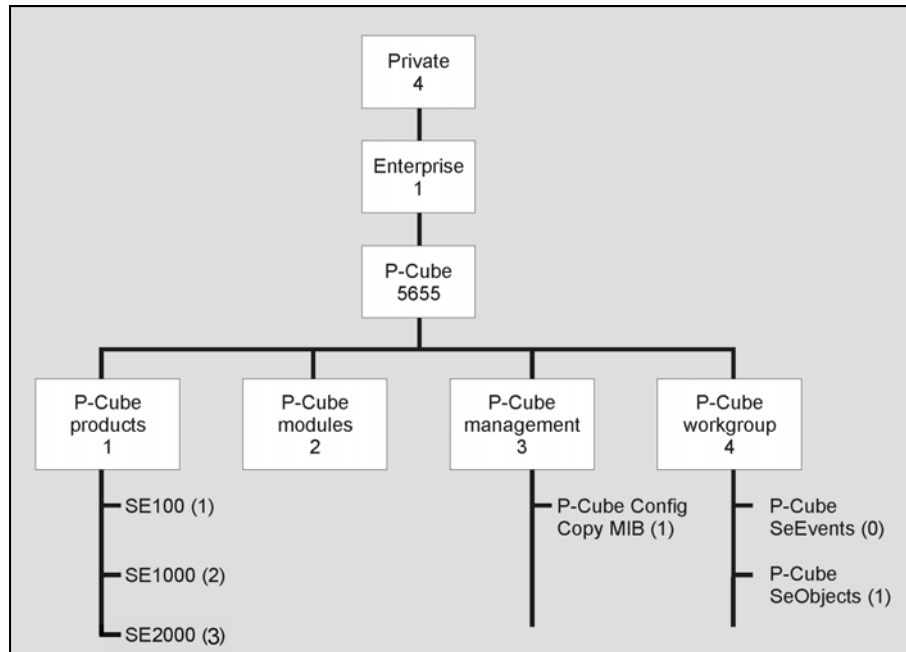 Private
4
Enterprise
1
P-Cube
5655
P-Cube
products
1
P-Cube
modules
2
P-Cube
management
3
P-Cube
workgroup
4
SE100 (1)
SE1000 (2)
SE2000 (3)
P-Cube Config
Copy MIB (1)
P-Cube
SeEvents (0)
P-Cube
SeObjects (1)